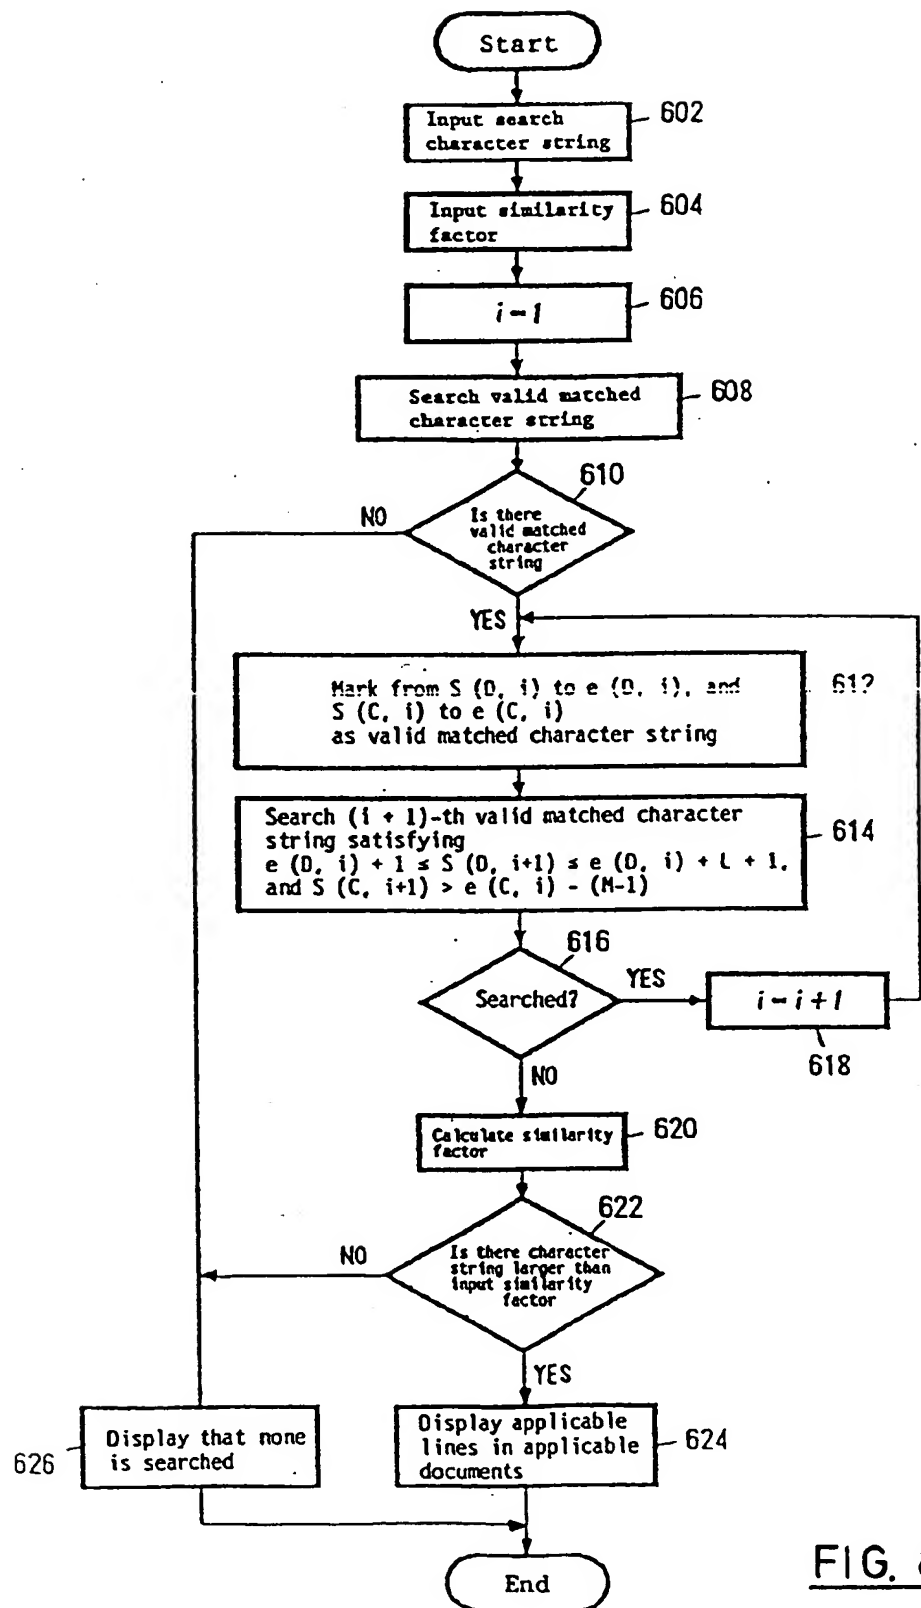 Start
Input search
character string
602
Input similarity
factor
604
i-1
606
Search valid matched
character string
608
610
Is there
valid matched
character
string
NO
YES
Mark from S (D, i) to e (D, i), and
S (C, i) to e (C, i)
as valid matched character string
612
Search (i + 1)-th valid matched character
string satisfying
e (D, i) + 1 ≤ S (D, i+1) ≤ e (D, i) + L + 1,
and S (C, i+1) > e (C, i) - (M-1)
614
616
Searched?
YES
i-i+1
618
NO
Calculate similarity
factor
620
622
Is there character
string larger than
input similarity
factor
NO
YES
Display that none
is searched
626
Display applicable
lines in applicable
documents
624
End
FIG.